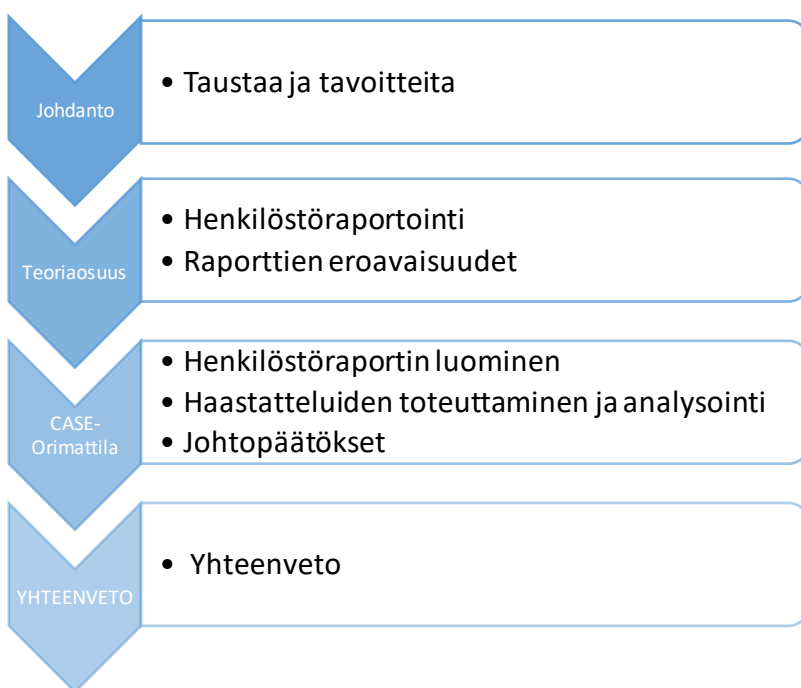 Johdanto
• Taustaa ja tavoitteita
Teoriaosuus
• Henkilöstöraportointi
• Raporttien eroavaisuudet
CASE-
Orimattila
• Henkilöstöraportin luominen
• Haastatteluiden toteuttaminen ja analysointi
• Johtopäätökset
YHTEENVETO
• Yhteenveto